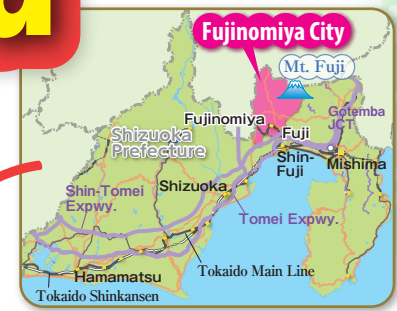 Fujinomiya City
Mt. Fuji
Gotemba
JCT
Fujinomiya
Fuji
Shizuoka
Prefecture
Shin-
Fuji
Mishima
Shin-Tomei
Expwy.
Shizuoka
Tomei Expwy.
Tokaido Main Line
Hamamatsu
Tokaido Shinkansen